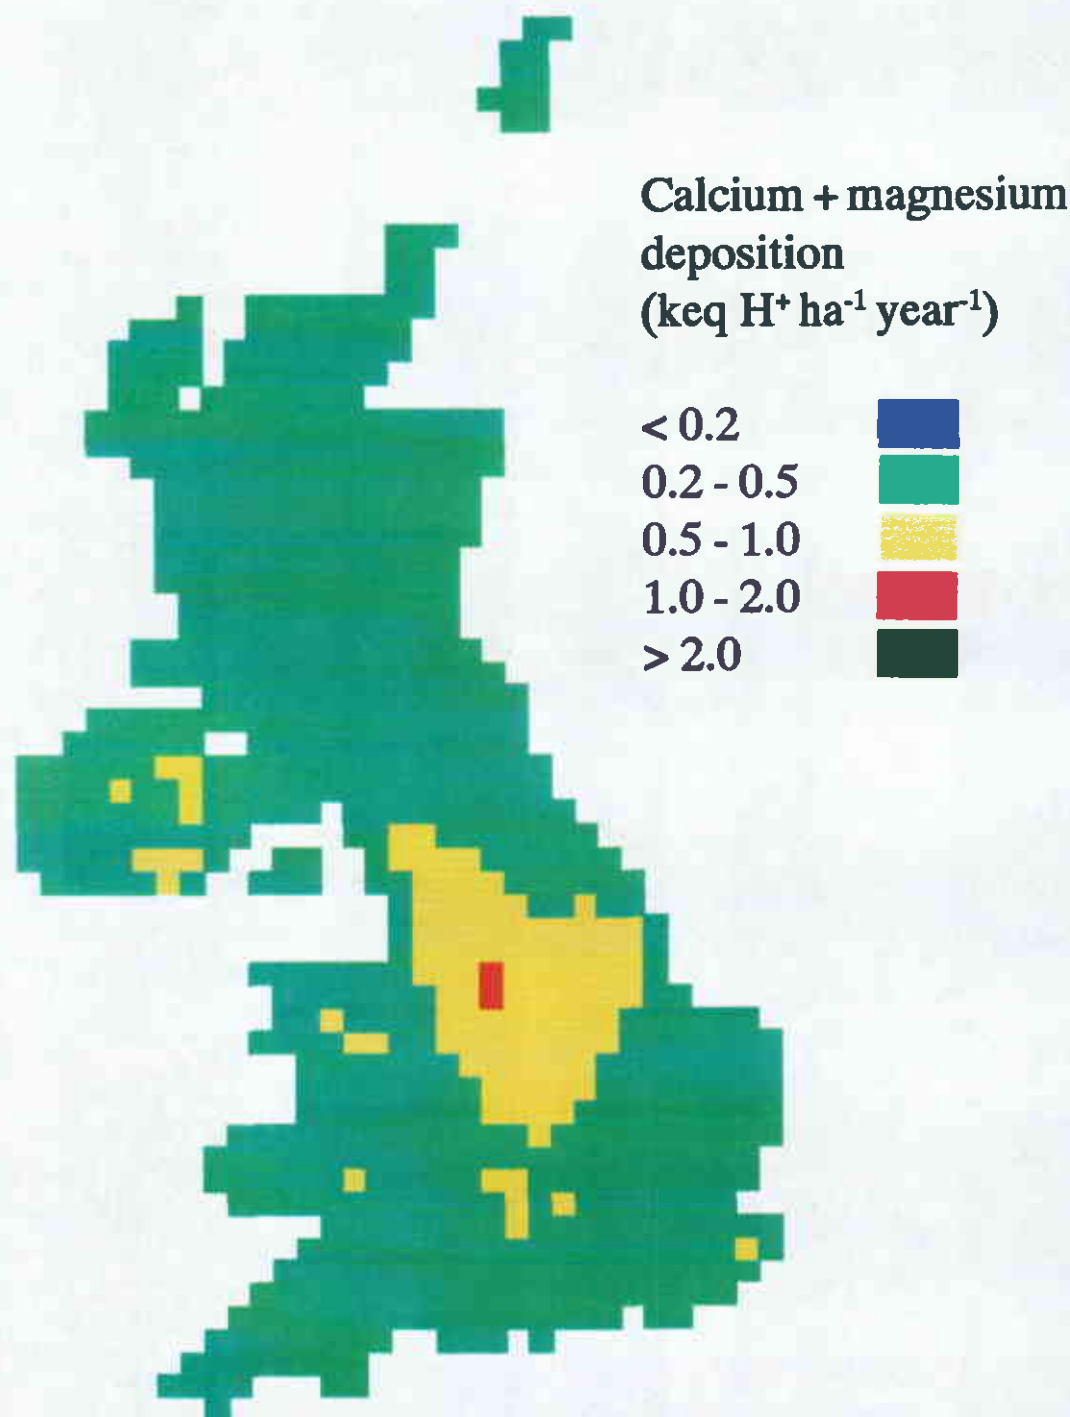 Calcium + magnesium
deposition
(keq H⁺ ha⁻¹ year⁻¹)
< 0.2
0.2 - 0.5
0.5 - 1.0
1.0 - 2.0
> 2.0